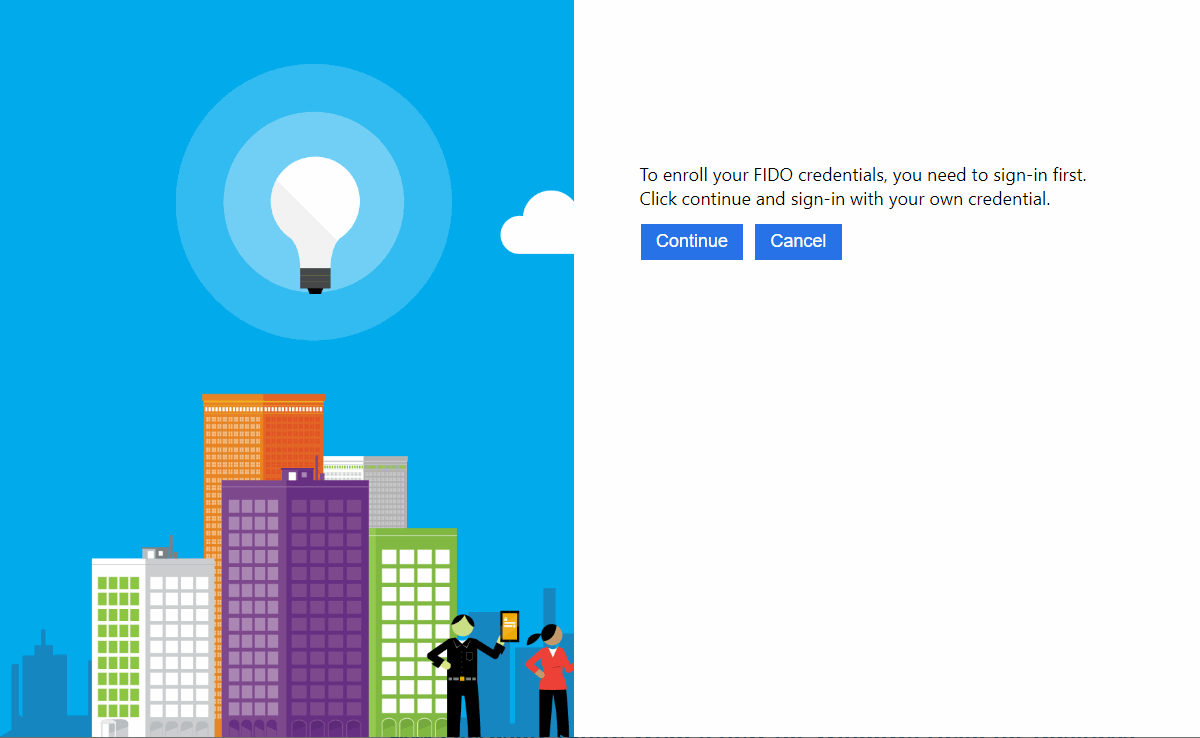 To enroll your FIDO credentials, you need to sign-in first.
Click continue and sign-in with your own credential.
Continue Cancel